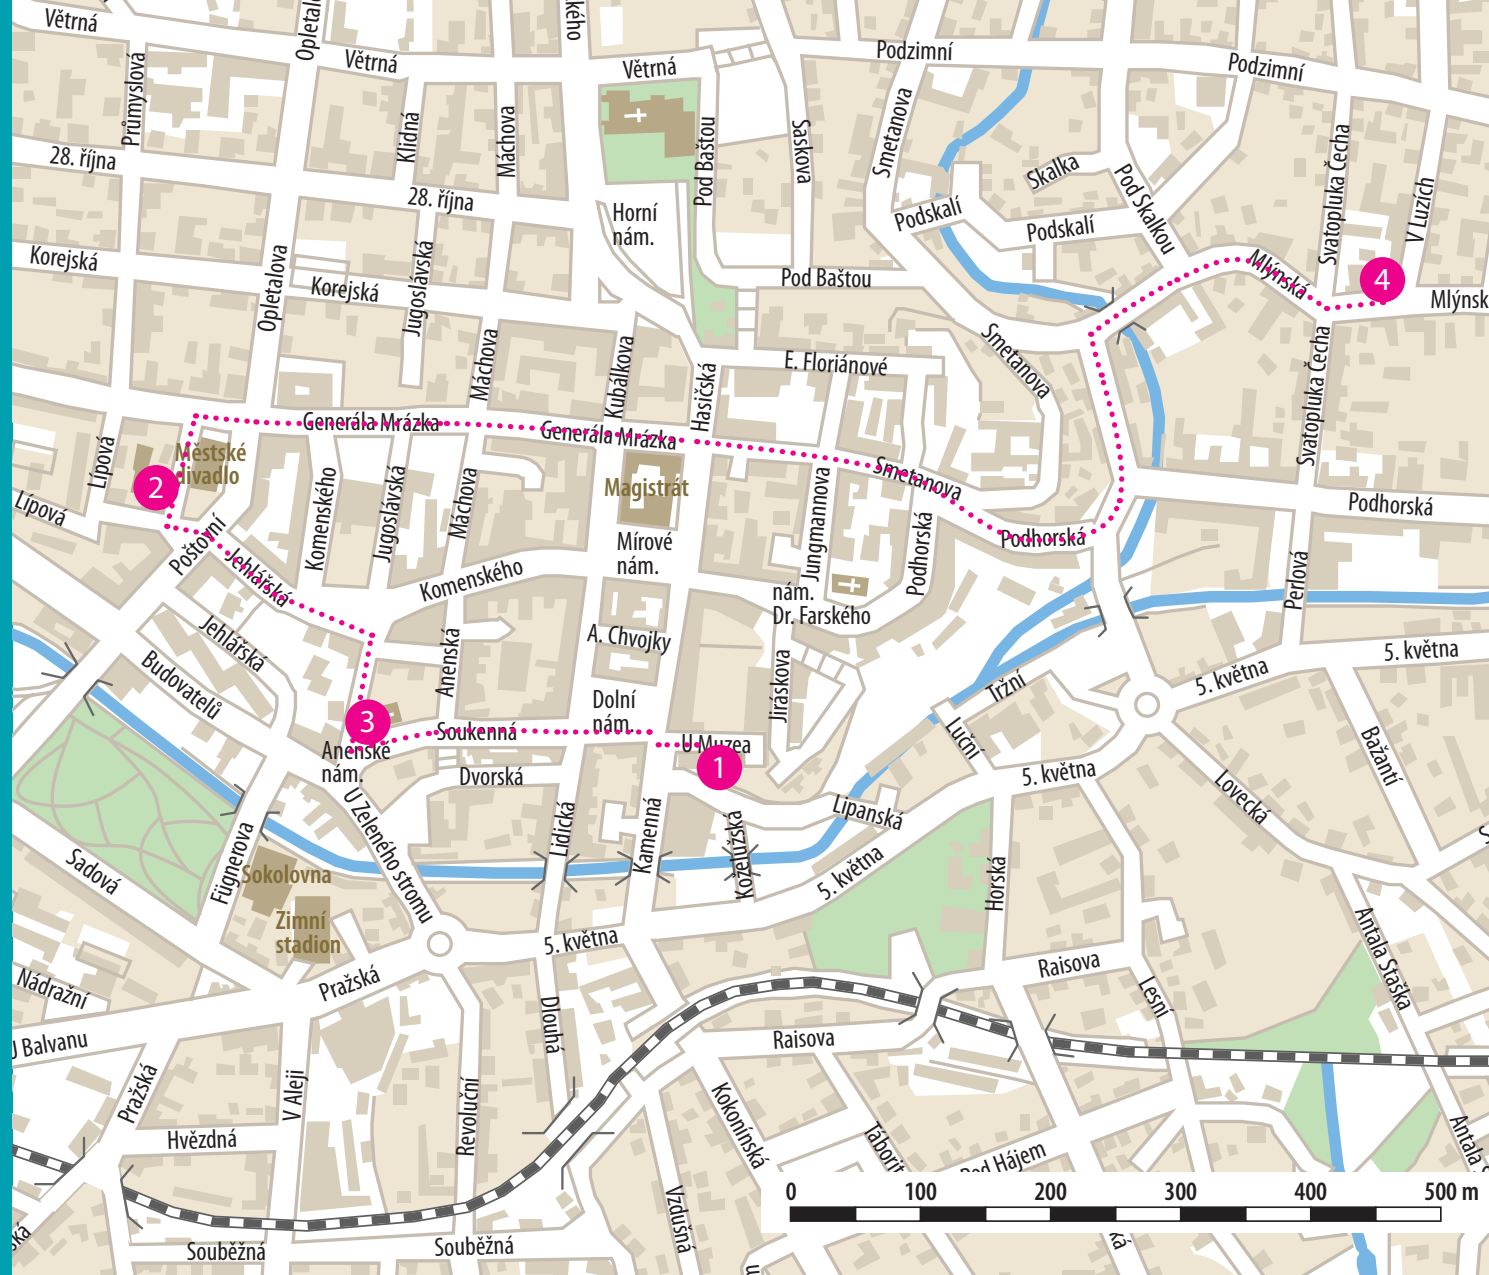 Větrná
Opletal
kého
Větrná
Větrná
Podzimní
Podzimní
Průmyslová
Klidná
Máchova
Pod Baštou
Saskova
Smetanova
28. října
28. října
Skalka
Pod Skalkou
Svatopluka Čecha
V Luzích
Horní
nám.
Podskalí
Podskalí
Korejská
Opletalova
Korejská
Jugoslávská
Pod Baštou
Mlýnská
4
Mlýnsk
Máchova
Kubálkova
Hasičská
E. Floriánové
Smetanova
Svatopluka Čecha
Generála Mrázka
Generála Mrázka
Lípová
Městské
divadlo
2
Magistrát
Smetanova
Podhorská
Lípová
Poštovní
Komenského
Jugoslávská
Máchova
Jungmannova
Podhorská
Podhorská
Mírové
nám.
Jehlářská
Komenského
nám.
Dr. Farského
Perlová
Jehlářská
A. Chvojky
5. května
5. května
Budovatelů
Anenská
Jiráskova
Tržní
Dolní
nám.
3
Soukenná
U Muzea
Luční
Bažantí
Anenské
nám.
1
Dvorská
5. května
Lovecká
U Zeleného stromu
Lidická
Kamenná
Koželužská
Lipanská
Sadová
Fügnerova
Sokolovna
5. května
Horská
Zimní
stadion
5. května
Antala Staška
Nádražní
Pražská
Raisova
Lesní
Dlouhá
J Balvanu
Raisova
Pražská
V Aleji
Revoluční
Kokonínská
Táborit
Antala S
Hvězdná
Pod Hájem
Vzdušná
0 100 200 300 400 500 m
ská
Souběžná
Souběžná
ká
u